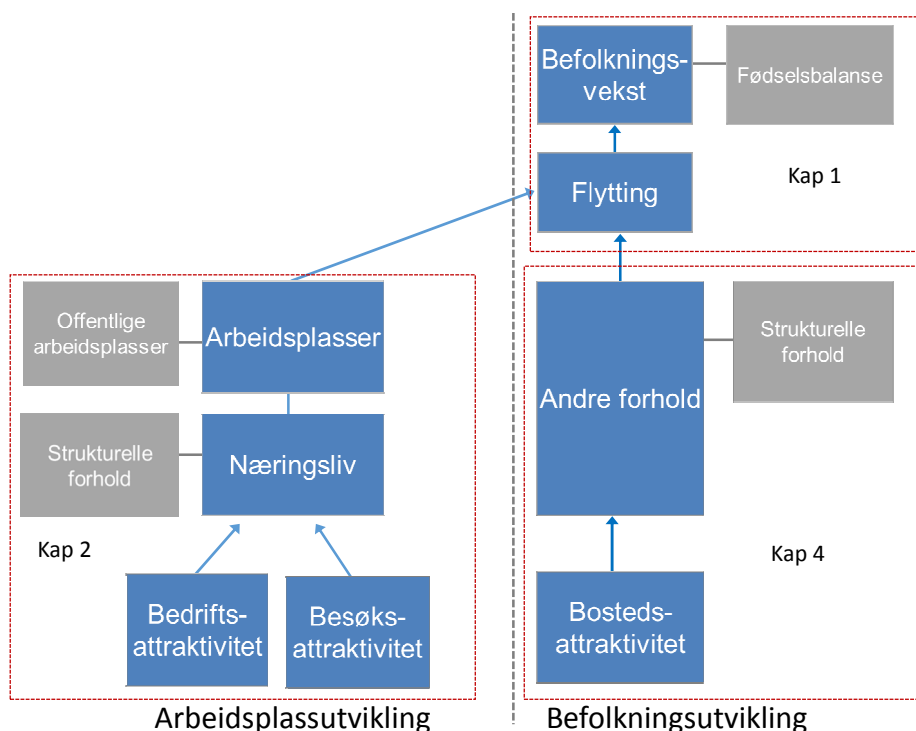 Befolknings-
vekst
Fødselsbalanse
Kap 1
Flytting
Offentlige
arbeidsplasser
Arbeidsplasser
Strukturelle
forhold
Næringsliv
Kap 2
Bedrifts-
attraktivitet
Besøks-
attraktivitet
Arbeidsplassutvikling
Andre forhold
Strukturelle
forhold
Kap 4
Bosteds-
attraktivitet
Befolkningsutvikling